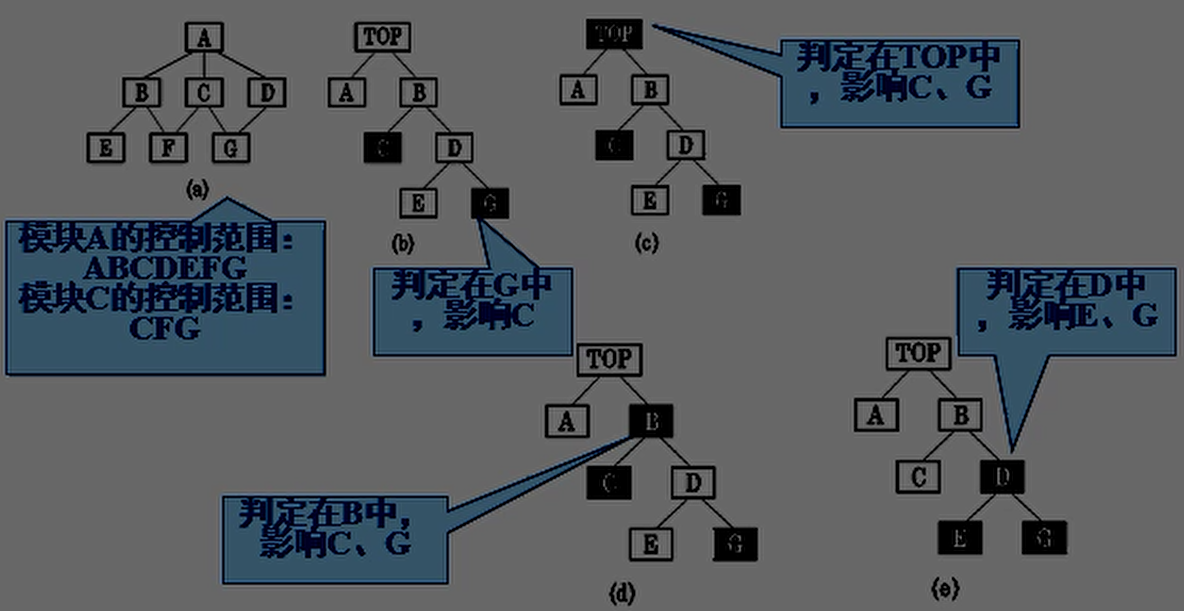 A
B C D
E F G
(a)
模块A的控制范围：
ABCDEFG
模块C的控制范围：
CFG
TOP
A B
C D
E G
(b)
判定在G中
，影响C
TOP
A B
C D
E G
(c)
判定在TOP中
，影响C、G
TOP
A B
C D
E G
(d)
判定在B中，
影响C、G
TOP
A B
C D
E G
(e)
判定在D中
，影响E、G